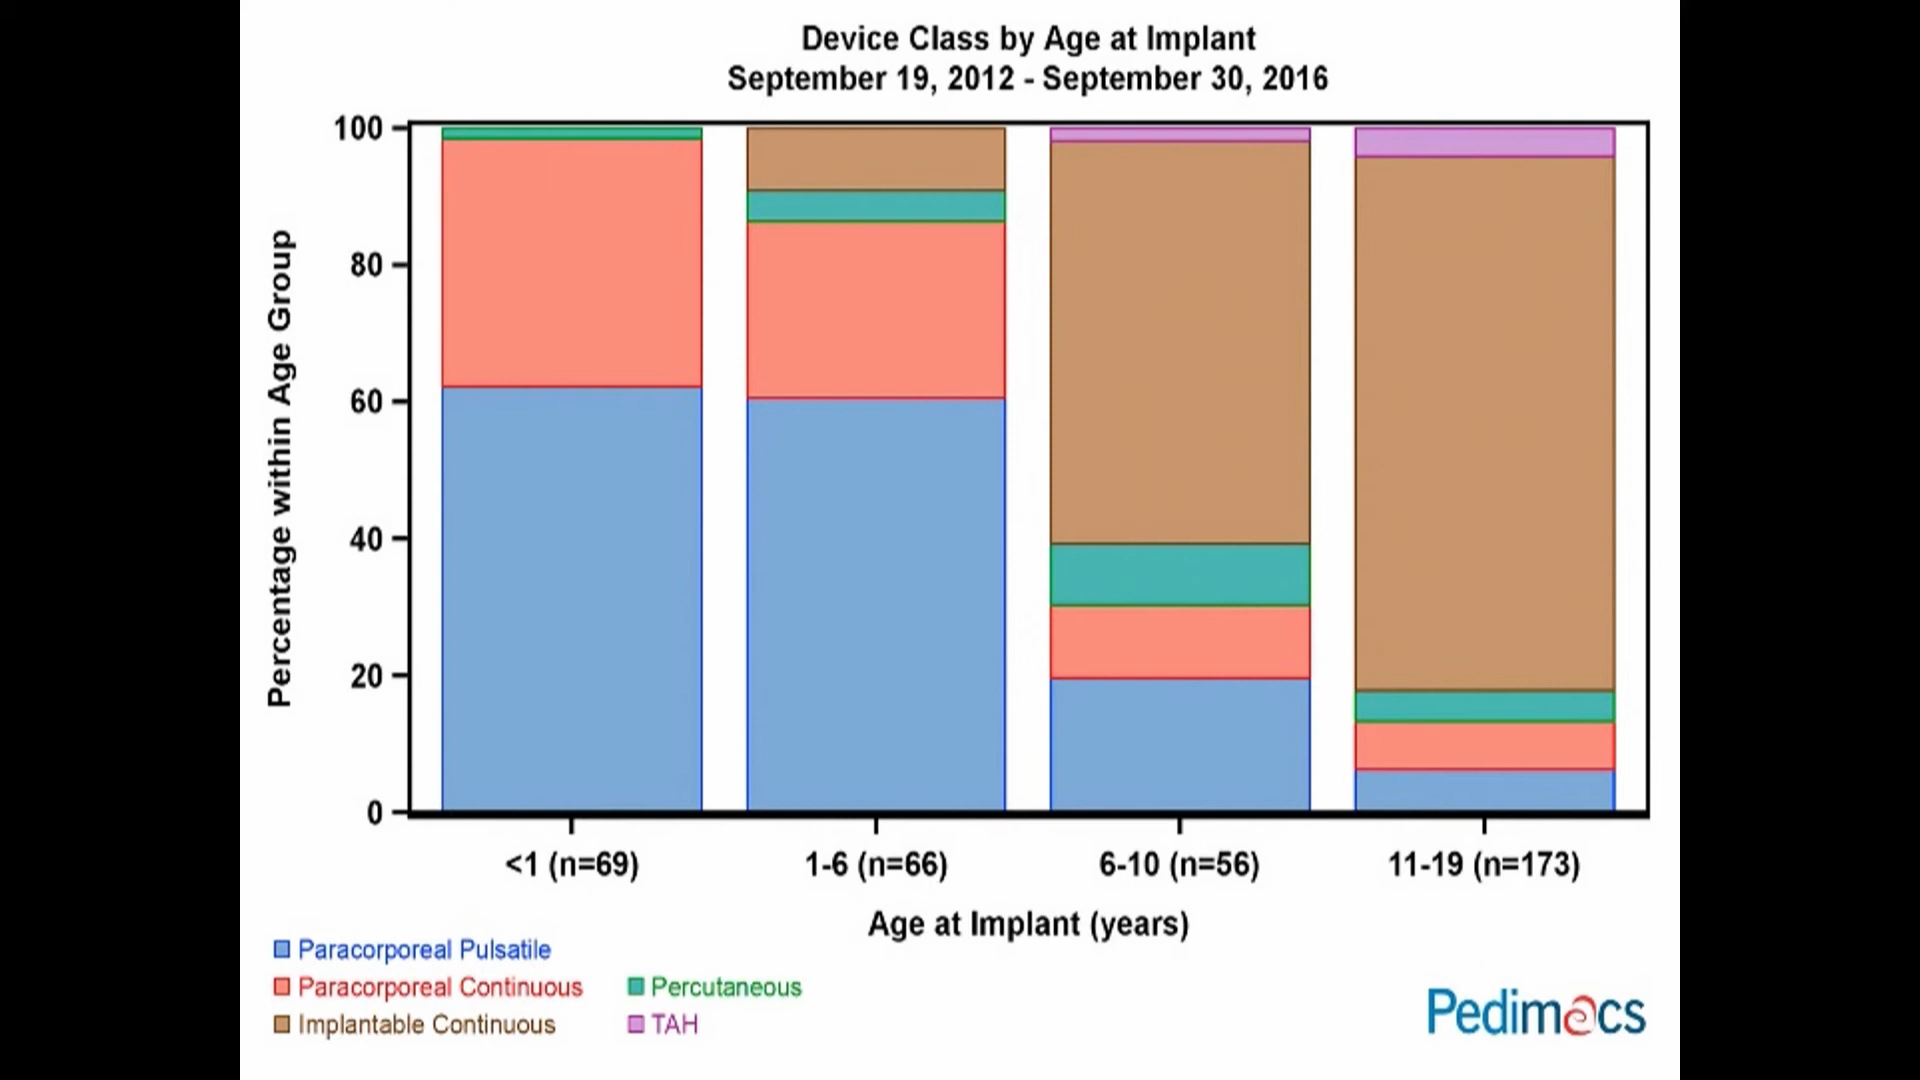 Device Class by Age at Implant
September 19, 2012 - September 30, 2016
Percentage within Age Group
100
80
60
40
20
0
<1 (n=69)
1-6 (n=66)
6-10 (n=56)
11-19 (n=173)
Age at Implant (years)
Paracorporeal Pulsatile
Paracorporeal Continuous
Percutaneous
Implantable Continuous
TAH
Pedimacs